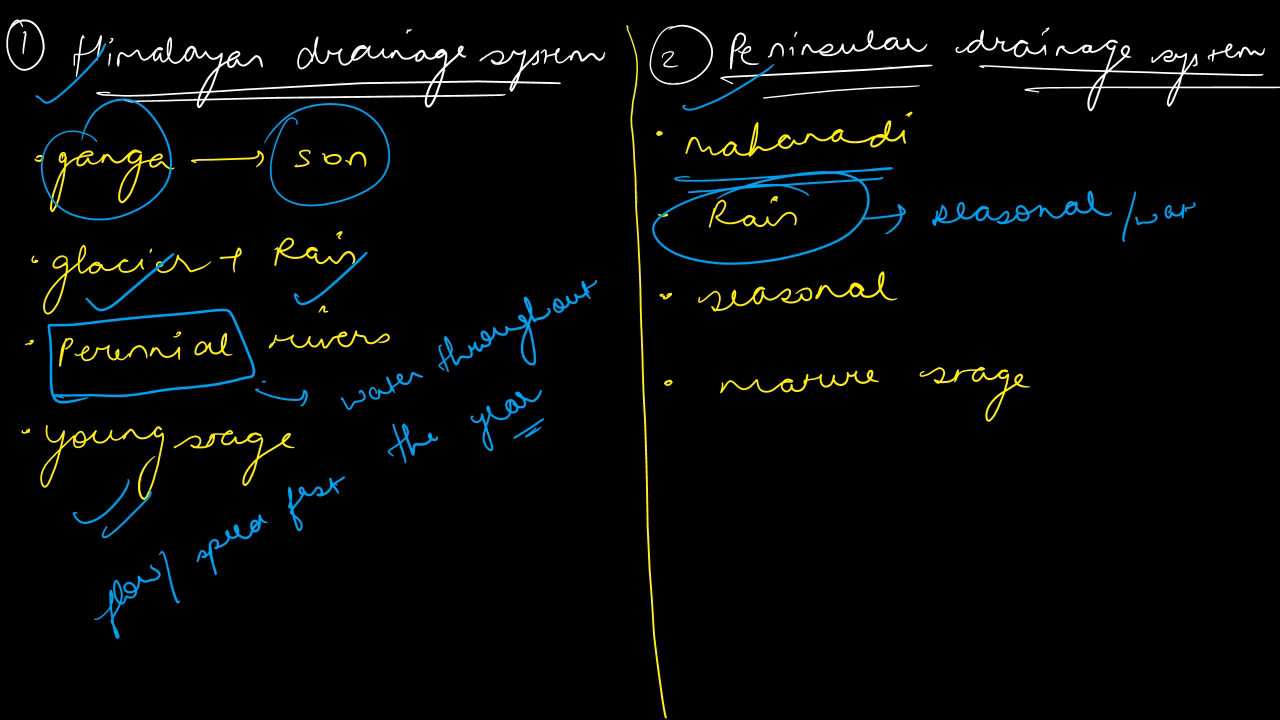 1 Himalayan drainage system
• ganga → son
• glacier + Rain
• Perennial rivers
→ water throughout
the year
• young stage
flow/ speed fast
2 Peninsular drainage system
• mahanadi
• Rain → seasonal /wat
• seasonal
• mature stage